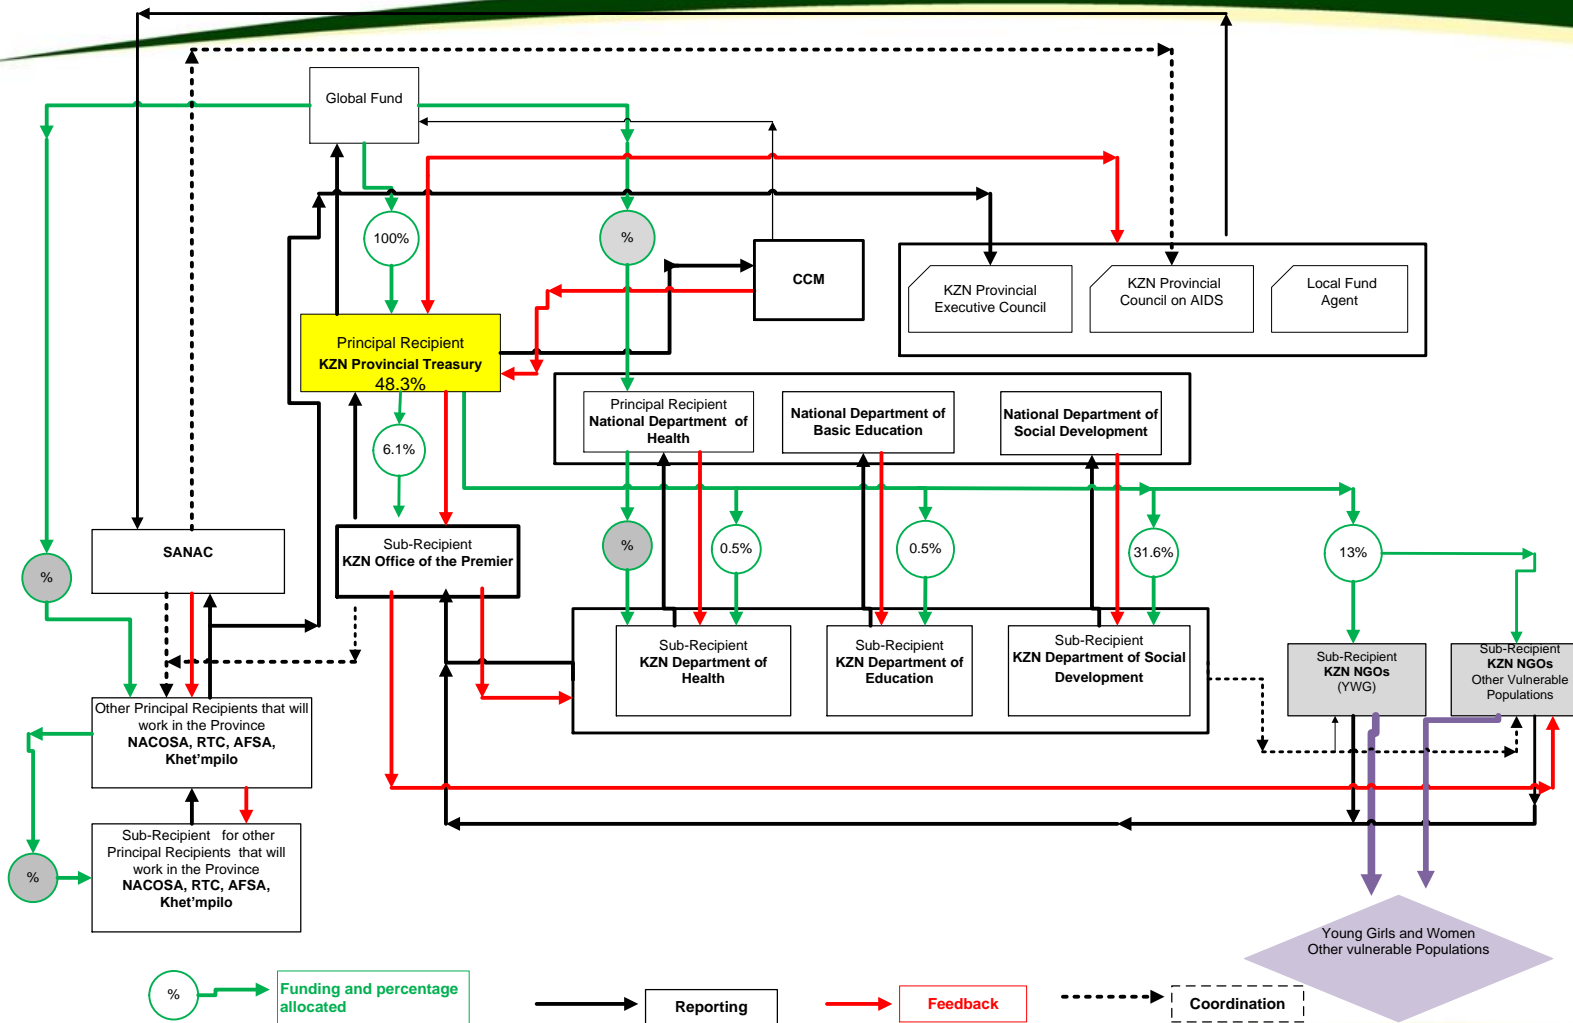 Global Fund
100%
%
CCM
KZN Provincial
Executive Council
KZN Provincial
Council on AIDS
Local Fund
Agent
Principal Recipient
KZN Provincial Treasury
48.3%
Principal Recipient
National Department of
Health
National Department of
Basic Education
National Department of
Social Development
6.1%
SANAC
Sub-Recipient
KZN Office of the Premier
%
%
0.5%
0.5%
31.6%
13%
Sub-Recipient
KZN Department of
Health
Sub-Recipient
KZN Department of
Education
Sub-Recipient
KZN Department of Social
Development
Sub-Recipient
KZN NGOs
(YWG)
Sub-Recipient
KZN NGOs
Other Vulnerable
Populations
Other Principal Recipients that will
work in the Province
NACOSA, RTC, AFSA,
Khet'mpilo
Sub-Recipient for other
Principal Recipients that will
work in the Province
NACOSA, RTC, AFSA,
Khet'mpilo
%
Young Girls and Women
Other vulnerable Populations
%
Funding and percentage
allocated
Reporting
Feedback
Coordination